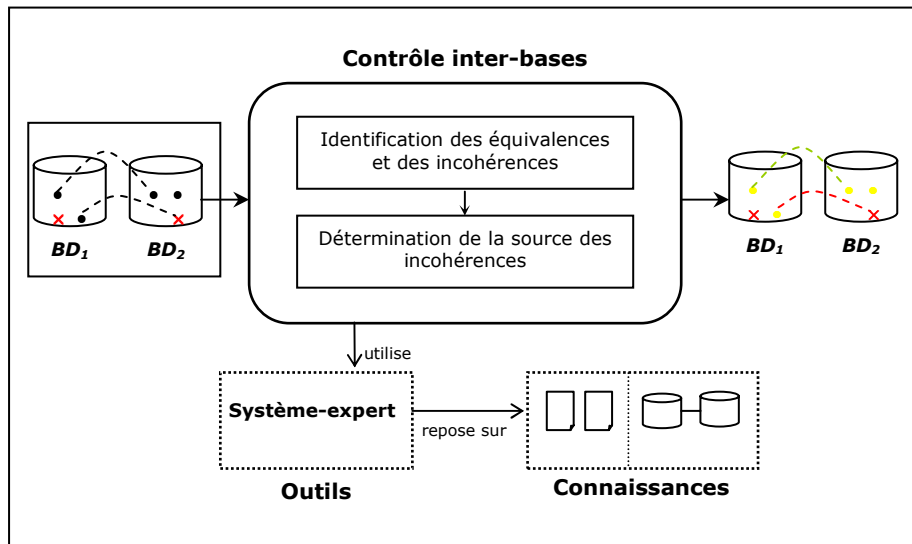 Contrôle inter-bases
Identification des équivalences
et des incohérences
Détermination de la source des
incohérences
BD₁
BD₂
BD₁
BD₂
utilise
Système-expert
repose sur
Outils
Connaissances